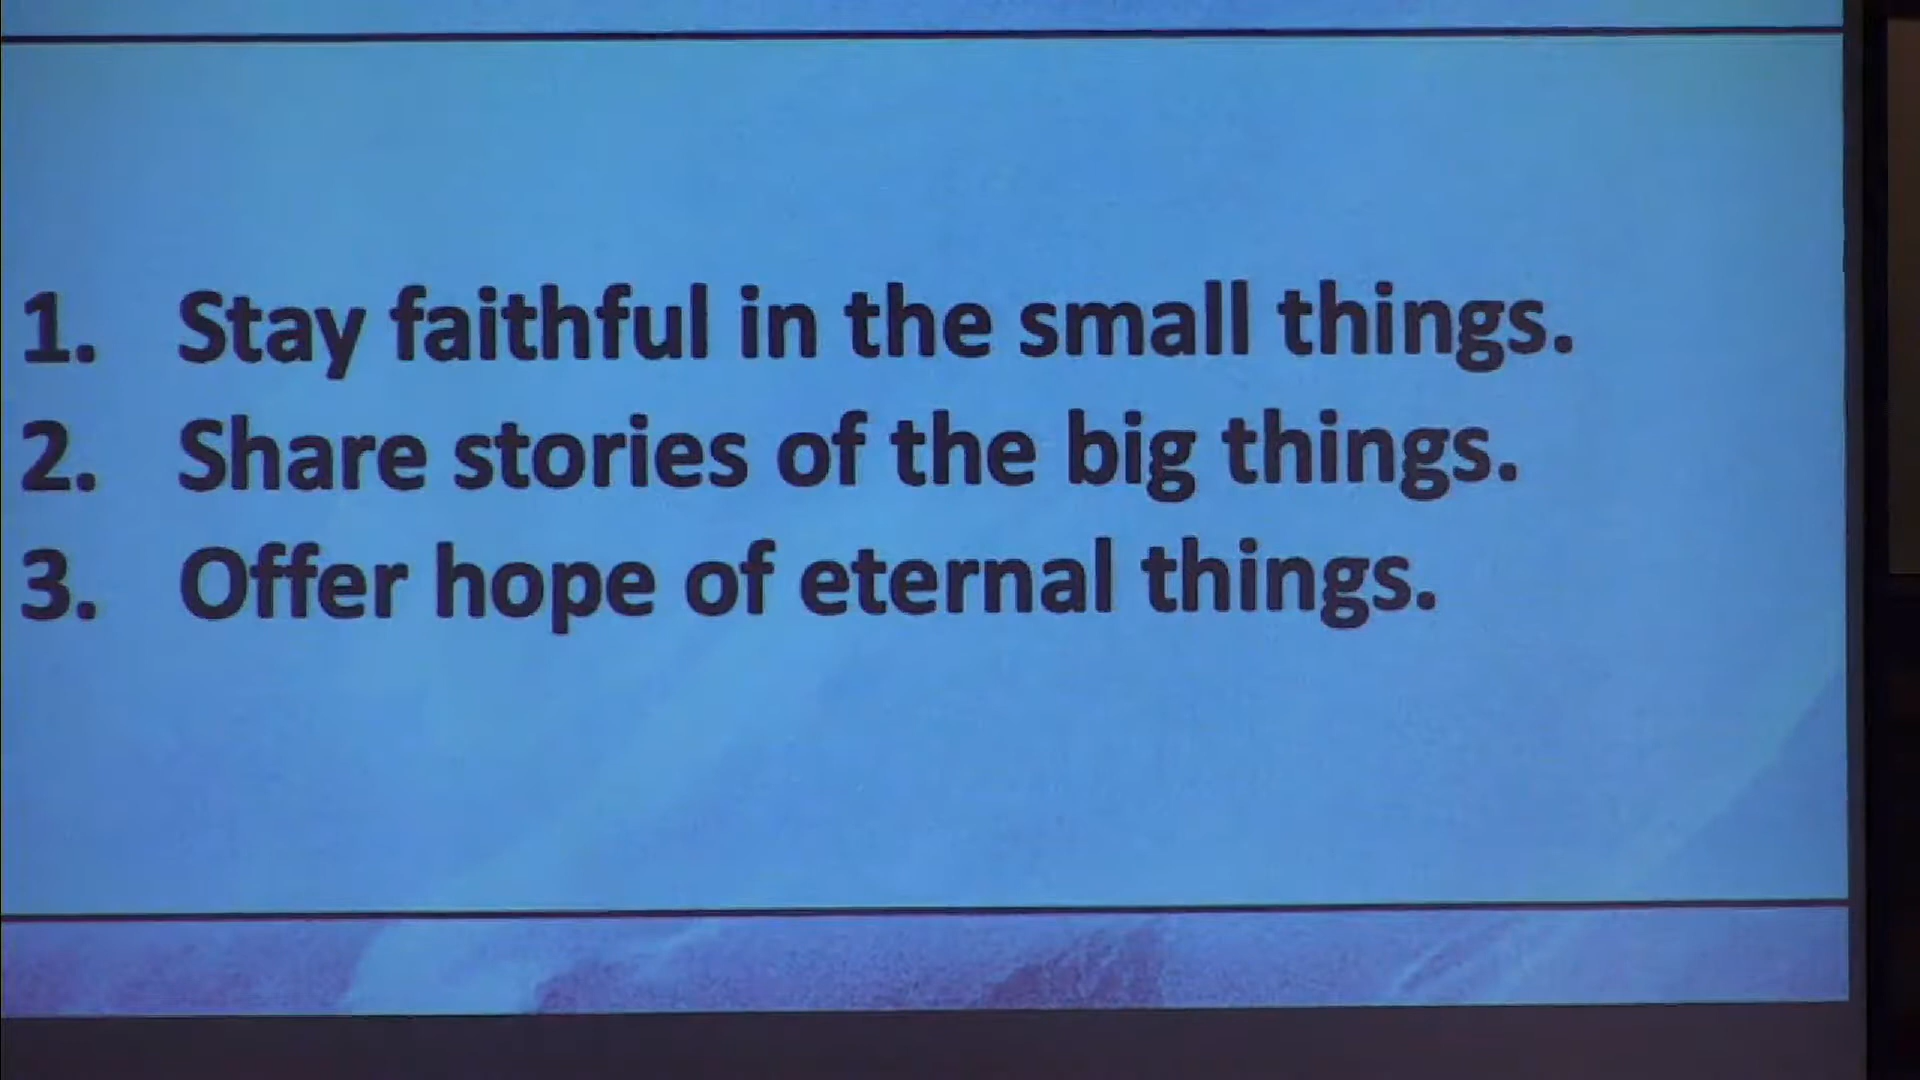 1. Stay faithful in the small things.
2. Share stories of the big things.
3. Offer hope of eternal things.